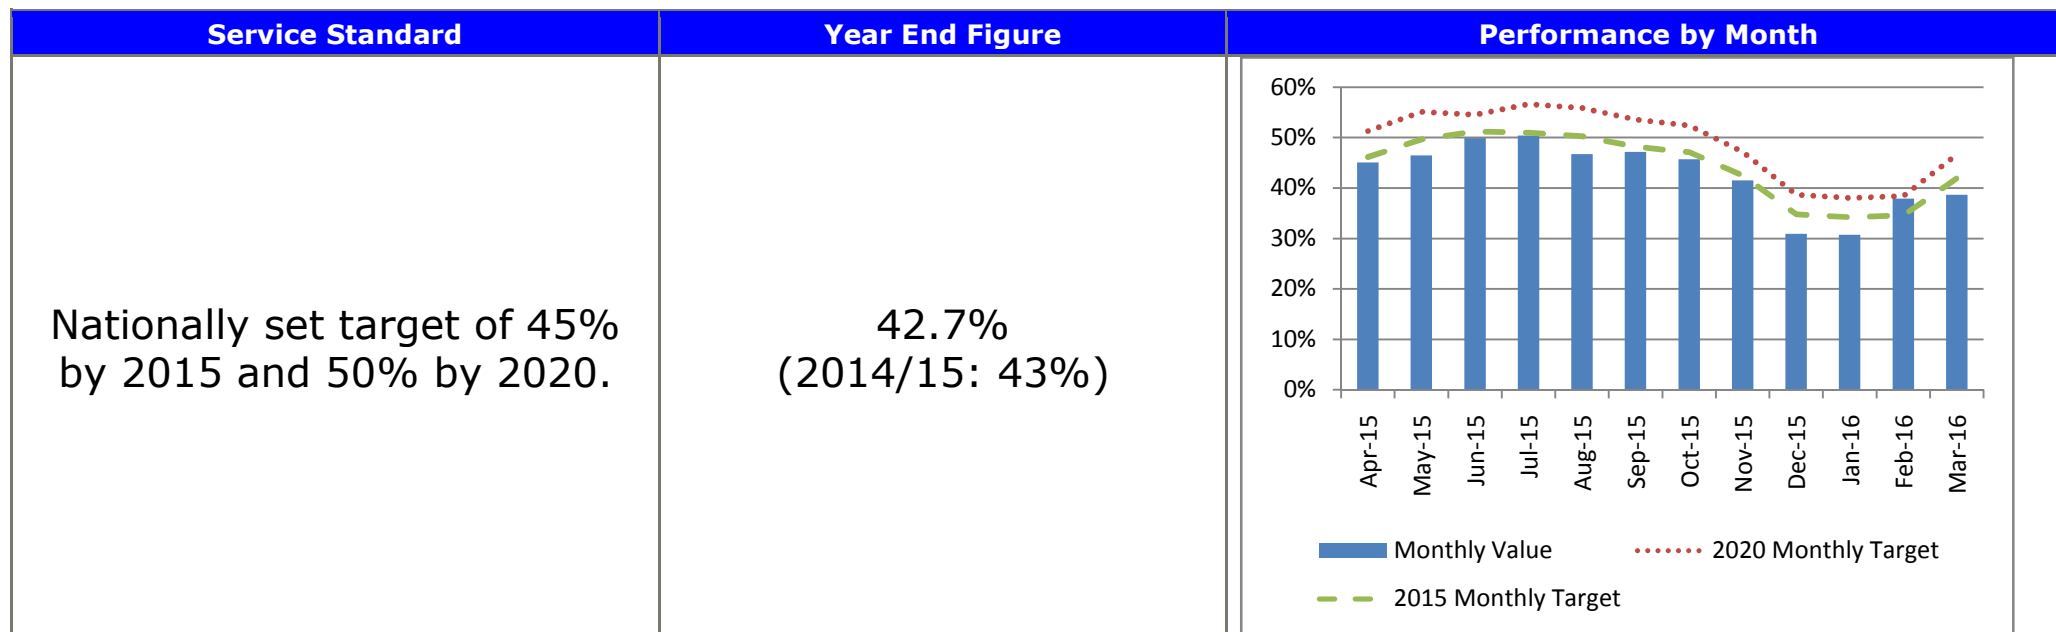 Service Standard
Year End Figure
Performance by Month
Nationally set target of 45%
by 2015 and 50% by 2020.
42.7%
(2014/15: 43%)
60%
50%
40%
30%
20%
10%
0%
Apr-15
May-15
Jun-15
Jul-15
Aug-15
Sep-15
Oct-15
Nov-15
Dec-15
Jan-16
Feb-16
Mar-16
Monthly Value
2020 Monthly Target
2015 Monthly Target